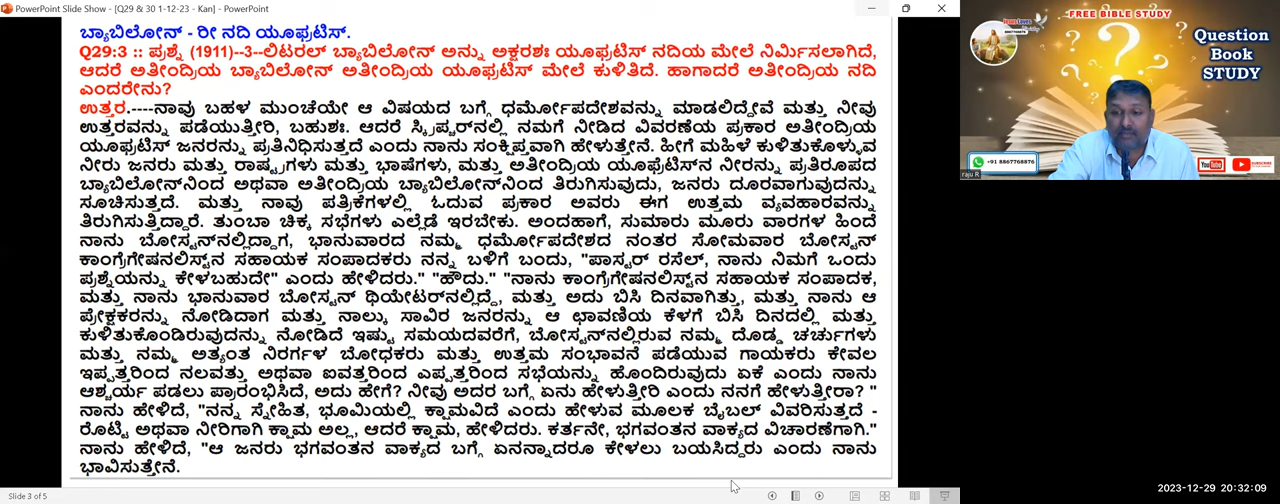 PowerPoint Slide Show - [Q29 & 30 1-12-23 - Kan] - PowerPoint
ಬ್ಯಾಬಿಲೋನ್ - ರೀ ನದಿ ಯೂಫ್ರಟಿಸ್.
Q29:3 :: ಪ್ರಶ್ನೆ (1911)--3--ಲಿಟರಲ್ ಬ್ಯಾಬಿಲೋನ್ ಅನ್ನು ಅಕ್ಷರಶಃ ಯೂಫ್ರಟಿಸ್ ನದಿಯ ಮೇಲೆ ನಿರ್ಮಿಸಲಾಗಿದೆ,
ಆದರೆ ಅತೀಂದ್ರಿಯ ಬ್ಯಾಬಿಲೋನ್ ಅತೀಂದ್ರಿಯ ಯೂಫ್ರಟಿಸ್ ಮೇಲೆ ಕುಳಿತಿದೆ. ಹಾಗಾದರೆ ಅತೀಂದ್ರಿಯ ನದಿ
ಎಂದರೇನು?
ಉತ್ತರ.----ನಾವು ಬಹಳ ಮುಂಚೆಯೇ ಆ ವಿಷಯದ ಬಗ್ಗೆ ಧರ್ಮೋಪದೇಶವನ್ನು ಮಾಡಲಿದ್ದೇವೆ ಮತ್ತು ನೀವು
ಉತ್ತರವನ್ನು ಪಡೆಯುತ್ತೀರಿ, ಬಹುಶಃ. ಆದರೆ ಸ್ಕ್ರಿಪ್ಚರ್‌ನಲ್ಲಿ ನಮಗೆ ನೀಡಿದ ವಿವರಣೆಯ ಪ್ರಕಾರ ಅತೀಂದ್ರಿಯ
ಯೂಫ್ರಟಿಸ್ ಜನರನ್ನು ಪ್ರತಿನಿಧಿಸುತ್ತದೆ ಎಂದು ನಾನು ಸಂಕ್ಷಿಪ್ತವಾಗಿ ಹೇಳುತ್ತೇನೆ. ಹೀಗೆ ಮಹಿಳೆ ಕುಳಿತುಕೊಳ್ಳುವ
ನೀರು ಜನರು ಮತ್ತು ರಾಷ್ಟ್ರಗಳು ಮತ್ತು ಭಾಷೆಗಳು, ಮತ್ತು ಅತೀಂದ್ರಿಯ ಯೂಫ್ರೆಟಿಸ್‌ನ ನೀರನ್ನು ಪ್ರತಿರೂಪದ
ಬ್ಯಾಬಿಲೋನ್‌ನಿಂದ ಅಥವಾ ಅತೀಂದ್ರಿಯ ಬ್ಯಾಬಿಲೋನ್‌ನಿಂದ ತಿರುಗಿಸುವುದು, ಜನರು ದೂರವಾಗುವುದನ್ನು
ಸೂಚಿಸುತ್ತದೆ. ಮತ್ತು ನಾವು ಪತ್ರಿಕೆಗಳಲ್ಲಿ ಓದುವ ಪ್ರಕಾರ ಅವರು ಈಗ ಉತ್ತಮ ವ್ಯವಹಾರವನ್ನು
ತಿರುಗಿಸುತ್ತಿದ್ದಾರೆ. ತುಂಬಾ ಚಿಕ್ಕ ಸಭೆಗಳು ಎಲ್ಲೆಡೆ ಇರಬೇಕು. ಅಂದಹಾಗೆ, ಸುಮಾರು ಮೂರು ವಾರಗಳ ಹಿಂದೆ
ನಾನು ಬೋಸ್ಟನ್‌ನಲ್ಲಿದ್ದಾಗ, ಭಾನುವಾರದ ನಮ್ಮ ಧರ್ಮೋಪದೇಶದ ನಂತರ ಸೋಮವಾರ ಬೋಸ್ಟನ್
ಕಾಂಗ್ರೆಗೇಷನಲಿಸ್ಟ್‌ನ ಸಹಾಯಕ ಸಂಪಾದಕರು ನನ್ನ ಬಳಿಗೆ ಬಂದು, "ಪಾಸ್ಟರ್ ರಸೆಲ್, ನಾನು ನಿಮಗೆ ಒಂದು
ಪ್ರಶ್ನೆಯನ್ನು ಕೇಳಬಹುದೇ" ಎಂದು ಹೇಳಿದರು." "ಹೌದು." "ನಾನು ಕಾಂಗ್ರೆಗೇಷನಲಿಸ್ಟ್‌ನ ಸಹಾಯಕ ಸಂಪಾದಕ,
ಮತ್ತು ನಾನು ಭಾನುವಾರ ಬೋಸ್ಟನ್ ಥಿಯೇಟರ್‌ನಲ್ಲಿದ್ದೆ, ಮತ್ತು ಅದು ಬಿಸಿ ದಿನವಾಗಿತ್ತು, ಮತ್ತು ನಾನು ಆ
ಪ್ರೇಕ್ಷಕರನ್ನು ನೋಡಿದಾಗ ಮತ್ತು ನಾಲ್ಕು ಸಾವಿರ ಜನರನ್ನು ಆ ಛಾವಣಿಯ ಕೆಳಗೆ ಬಿಸಿ ದಿನದಲ್ಲಿ ಮತ್ತು
ಕುಳಿತುಕೊಂಡಿರುವುದನ್ನು ನೋಡಿದೆ ಇಷ್ಟು ಸಮಯದವರೆಗೆ, ಬೋಸ್ಟನ್‌ನಲ್ಲಿರುವ ನಮ್ಮ ದೊಡ್ಡ ಚರ್ಚುಗಳು
ಮತ್ತು ನಮ್ಮ ಅತ್ಯಂತ ನಿರರ್ಗಳ ಬೋಧಕರು ಮತ್ತು ಉತ್ತಮ ಸಂಭಾವನೆ ಪಡೆಯುವ ಗಾಯಕರು ಕೇವಲ
ಇಪ್ಪತ್ತರಿಂದ ನಲವತ್ತು ಅಥವಾ ಐವತ್ತರಿಂದ ಎಪ್ಪತ್ತರಿಂದ ಸಭೆಯನ್ನು ಹೊಂದಿರುವುದು ಏಕೆ ಎಂದು ನಾನು
ಆಶ್ಚರ್ಯ ಪಡಲು ಪ್ರಾರಂಭಿಸಿದೆ, ಅದು ಹೇಗೆ? ನೀವು ಅದರ ಬಗ್ಗೆ ಏನು ಹೇಳುತ್ತೀರಿ ಎಂದು ನನಗೆ ಹೇಳುತ್ತೀರಾ? "
ನಾನು ಹೇಳಿದೆ, "ನನ್ನ ಸ್ನೇಹಿತ, ಭೂಮಿಯಲ್ಲಿ ಕ್ಷಾಮವಿದೆ ಎಂದು ಹೇಳುವ ಮೂಲಕ ಬೈಬಲ್ ವಿವರಿಸುತ್ತದೆ -
ರೊಟ್ಟಿ ಅಥವಾ ನೀರಿಗಾಗಿ ಕ್ಷಾಮ ಅಲ್ಲ, ಆದರೆ ಕ್ಷಾಮ, ಹೇಳಿದರು. ಕರ್ತನೇ, ಭಗವಂತನ ವಾಕ್ಯದ ವಿಚಾರಣೆಗಾಗಿ."
ನಾನು ಹೇಳಿದೆ, "ಆ ಜನರು ಭಗವಂತನ ವಾಕ್ಯದ ಬಗ್ಗೆ ಏನನ್ನಾದರೂ ಕೇಳಲು ಬಯಸಿದ್ದರು ಎಂದು ನಾನು
ಭಾವಿಸುತ್ತೇನೆ.
Slide 3 of 5
FREE BIBLE STUDY
Jesus Loves
8867768876
Question
Book
STUDY
+91 8867768876
YouTube
SUBSCRIBE
raju R
2023-12-29 20:32:09